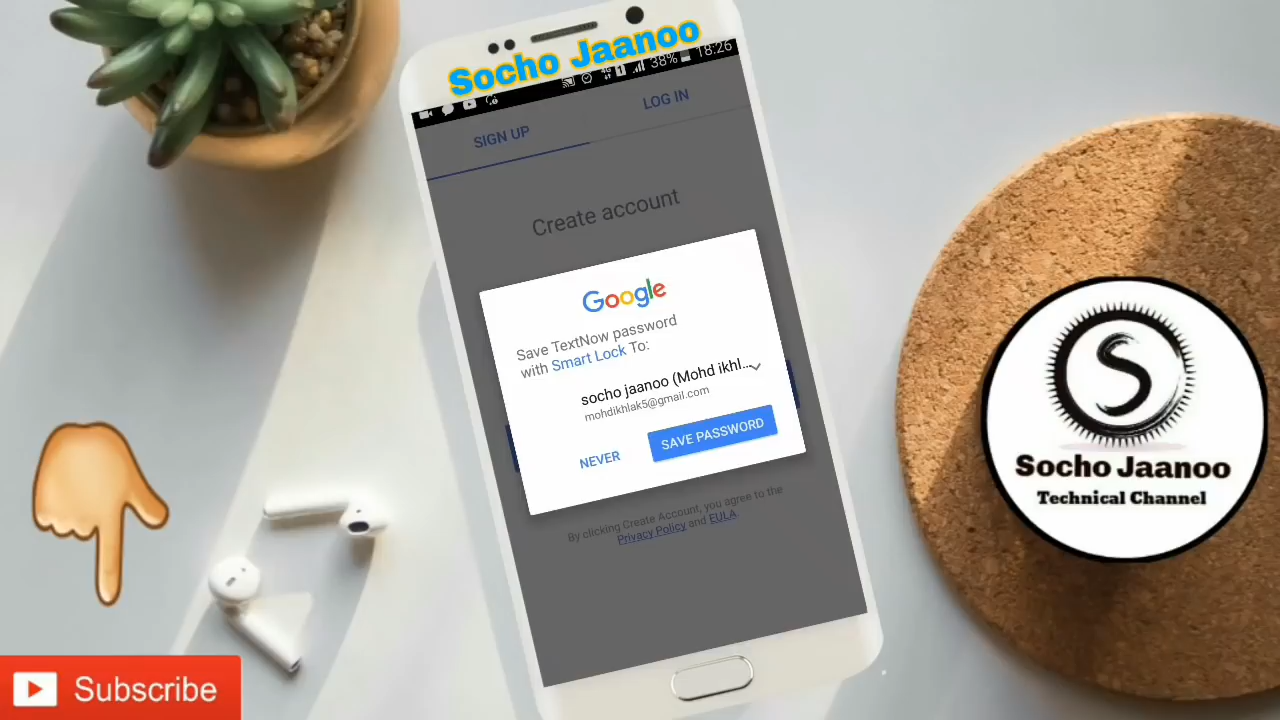 Socho Jaanoo
4G 1 38% 18:26
SIGN UP
LOG IN
Create account
Google
Save TextNow password
with Smart Lock To:
socho jaanoo (Mohd ikhl...
mohdikhlak5@gmail.com
NEVER
SAVE PASSWORD
By clicking Create Account, you agree to the
Privacy Policy and EULA
S
Socho Jaanoo
Technical Channel
Subscribe